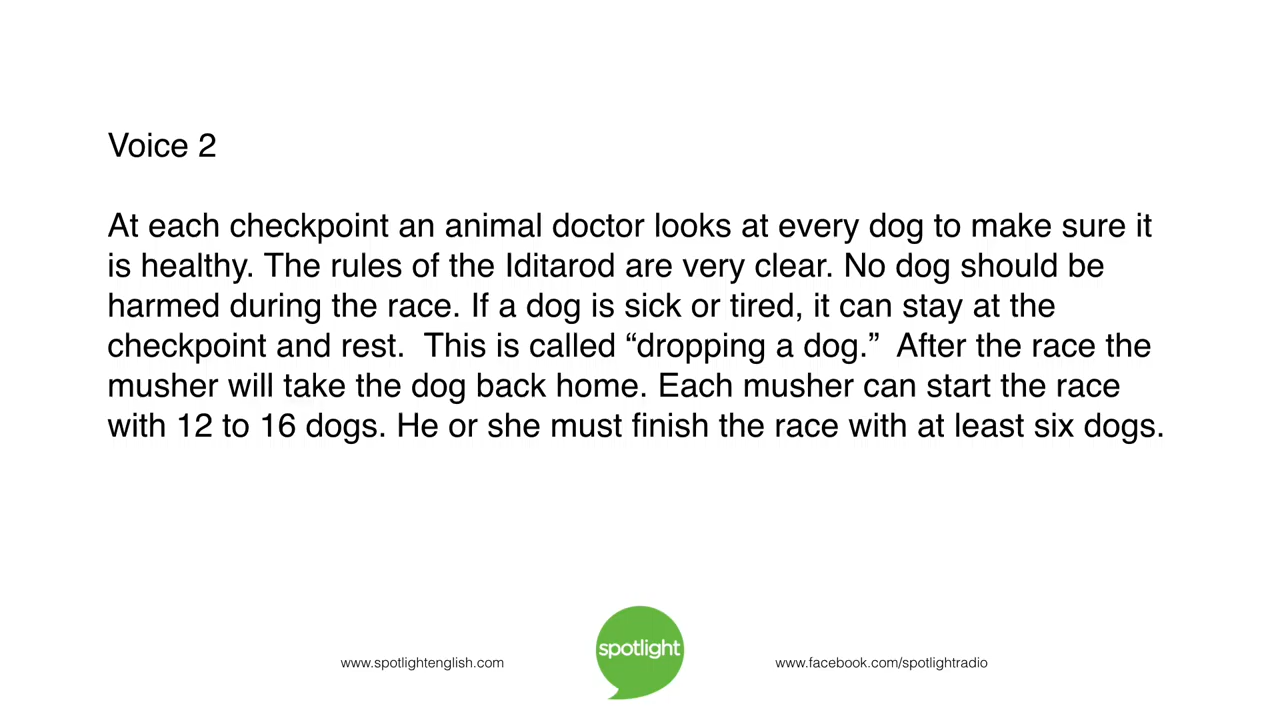 Voice 2
At each checkpoint an animal doctor looks at every dog to make sure it
is healthy. The rules of the Iditarod are very clear. No dog should be
harmed during the race. If a dog is sick or tired, it can stay at the
checkpoint and rest.  This is called “dropping a dog.”  After the race the
musher will take the dog back home. Each musher can start the race
with 12 to 16 dogs. He or she must finish the race with at least six dogs.
www.spotlightenglish.com
spotlight
www.facebook.com/spotlightradio